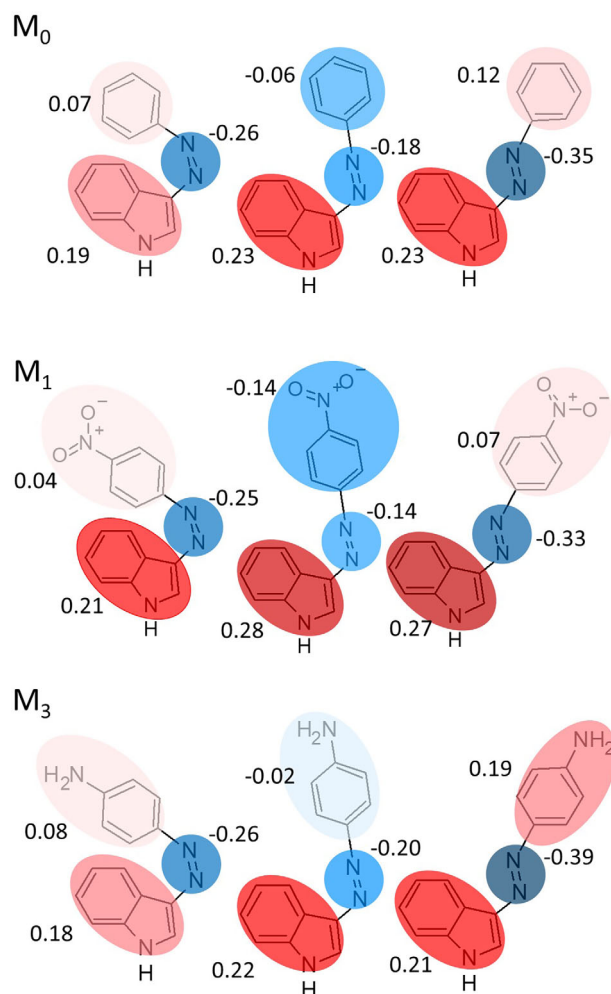 M₀
0.07
-0.26
0.19
N
N
N
H
-0.06
-0.18
0.23
N
N
N
H
0.12
-0.35
0.23
N
N
N
H
M₁
O⁻
N⁺
O
0.04
-0.25
0.21
N
N
N
H
-0.14
O
N⁺
O⁻
-0.14
0.28
N
N
N
H
O
N⁺
O⁻
0.07
-0.33
0.27
N
N
N
H
M₃
H₂N
0.08
-0.26
0.18
N
N
N
H
H₂N
-0.02
-0.20
0.22
N
N
N
H
NH₂
0.19
-0.39
0.21
N
N
N
H